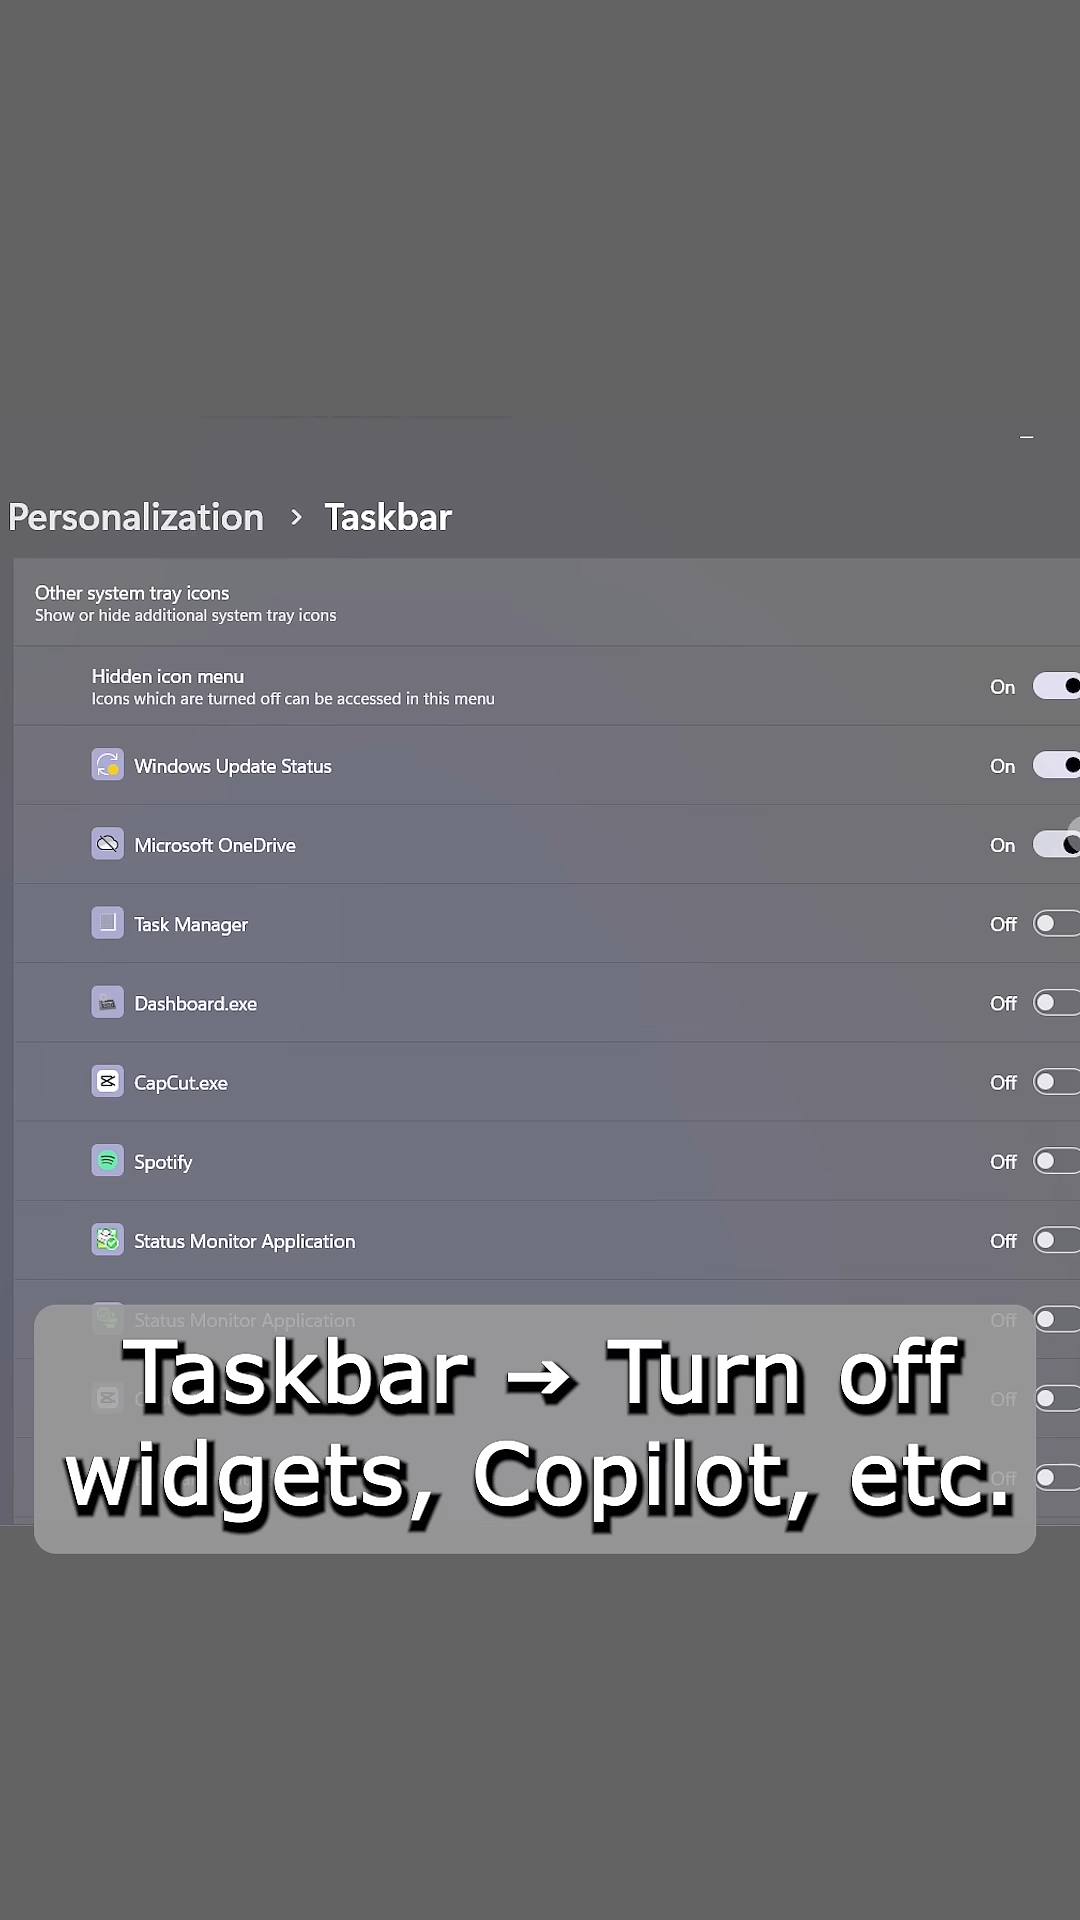 Personalization > Taskbar
Other system tray icons
Show or hide additional system tray icons
Hidden icon menu
Icons which are turned off can be accessed in this menu
On
Windows Update Status
On
Microsoft OneDrive
On
Task Manager
Off
Dashboard.exe
Off
CapCut.exe
Off
Spotify
Off
Status Monitor Application
Off
Status Monitor Application
Off
Off
Off
Taskbar → Turn off
widgets, Copilot, etc.